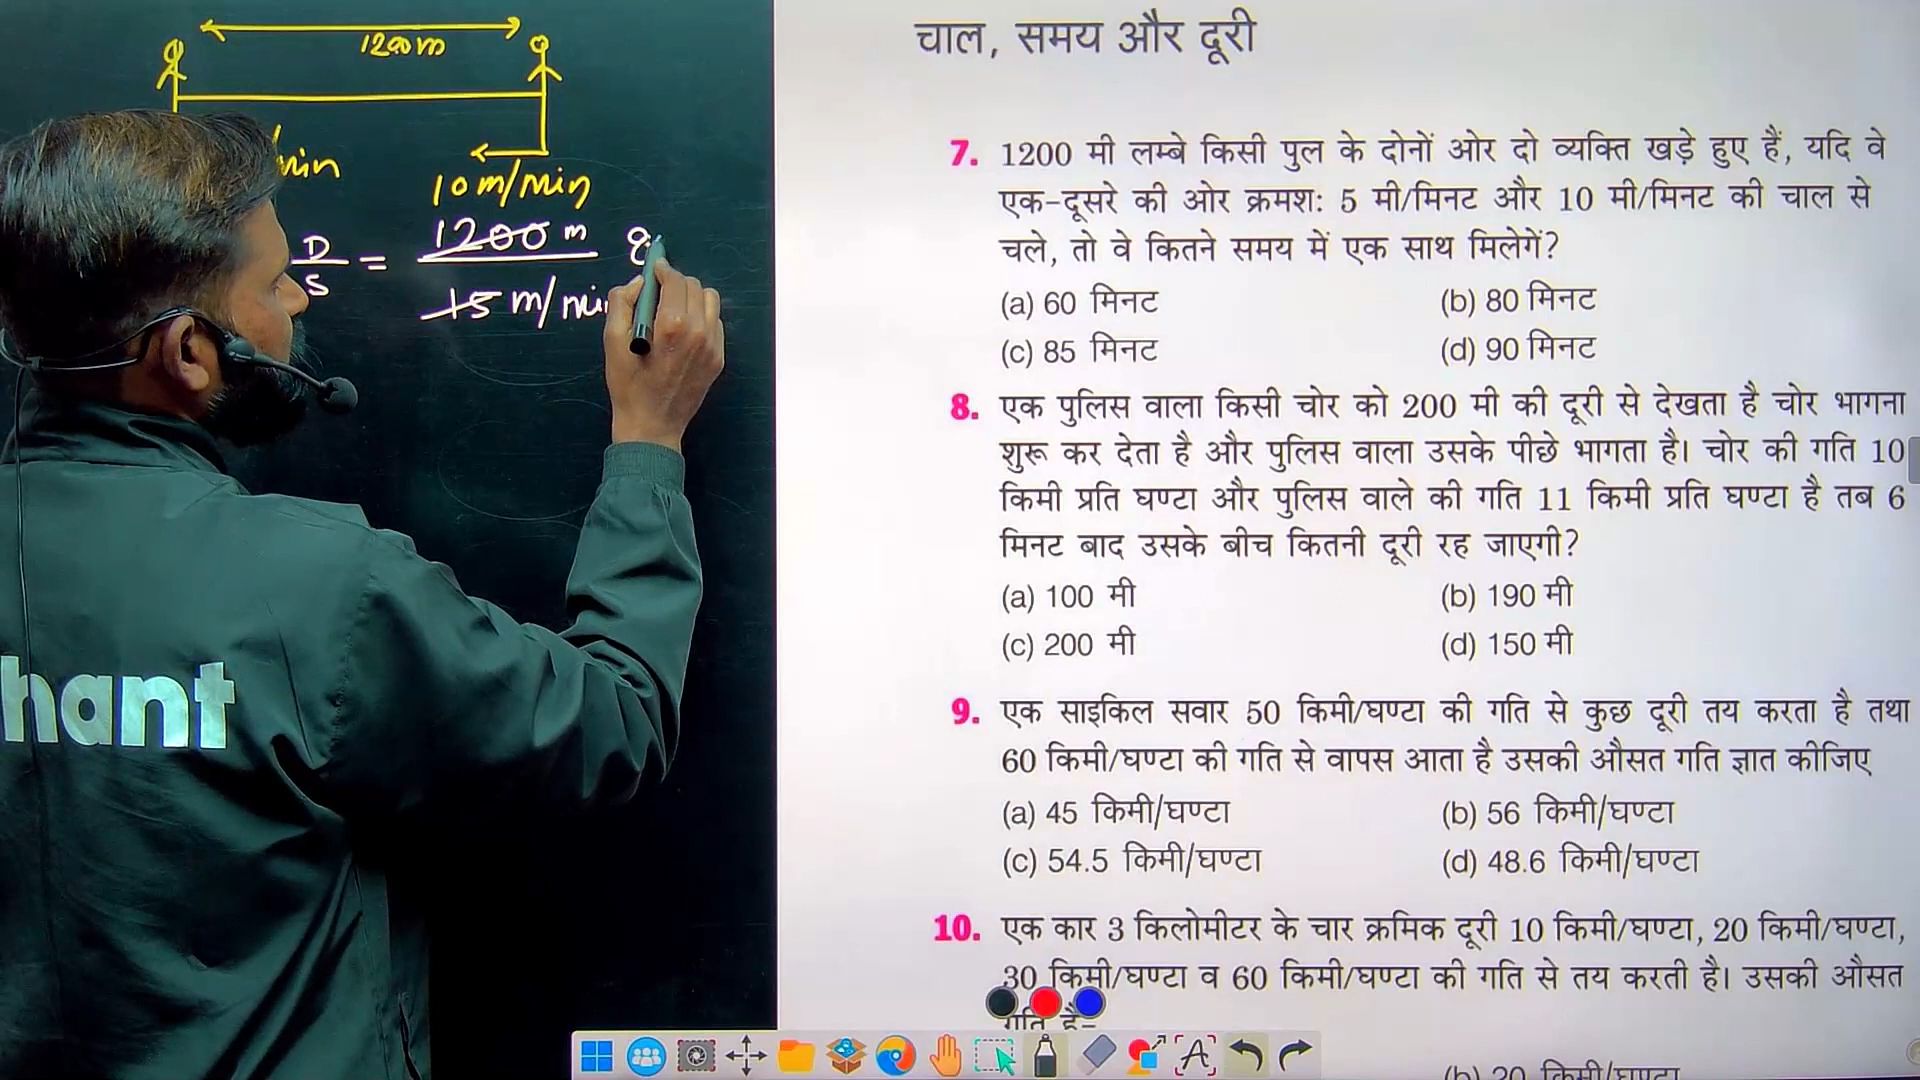 1200m
min
10 m/min
D/S = 1200 m / 15 m/min
hant
चाल, समय और दूरी
7. 1200 मी लम्बे किसी पुल के दोनों ओर दो व्यक्ति खड़े हुए हैं, यदि वे
एक-दूसरे की ओर क्रमश: 5 मी/मिनट और 10 मी/मिनट की चाल से
चले, तो वे कितने समय में एक साथ मिलेगें?
(a) 60 मिनट (b) 80 मिनट
(c) 85 मिनट (d) 90 मिनट
8. एक पुलिस वाला किसी चोर को 200 मी की दूरी से देखता है चोर भागना
शुरू कर देता है और पुलिस वाला उसके पीछे भागता है। चोर की गति 10
किमी प्रति घण्टा और पुलिस वाले की गति 11 किमी प्रति घण्टा है तब 6
मिनट बाद उसके बीच कितनी दूरी रह जाएगी?
(a) 100 मी (b) 190 मी
(c) 200 मी (d) 150 मी
9. एक साइकिल सवार 50 किमी/घण्टा की गति से कुछ दूरी तय करता है तथा
60 किमी/घण्टा की गति से वापस आता है उसकी औसत गति ज्ञात कीजिए
(a) 45 किमी/घण्टा (b) 56 किमी/घण्टा
(c) 54.5 किमी/घण्टा (d) 48.6 किमी/घण्टा
10. एक कार 3 किलोमीटर के चार क्रमिक दूरी 10 किमी/घण्टा, 20 किमी/घण्टा,
30 किमी/घण्टा व 60 किमी/घण्टा की गति से तय करती है। उसकी औसत
गति है–
(b) 20 किमी/घण्टा